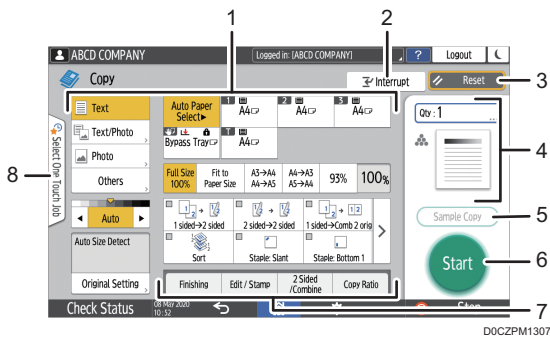 1
2
ABCD COMPANY
Logged in: [ABCD COMPANY]
?
Logout
Copy
Interrupt
Reset
3
Text
Auto Paper
Select▶
1
A4
2
A4
3
A4
Qty : 1
Text/Photo
Bypass Tray
T
A4
4
Photo
8
Select One Touch Job
Others
Full Size
100%
Fit to
Paper Size
A3→A4
A4→A5
A4→A3
A5→A4
93%
100%
◀ Auto ▶
1 sided→2 sided
2 sided→2 sided
1 sided→Comb 2 orig
>
Sample Copy
5
Auto Size Detect
Sort
Staple: Slant
Staple: Bottom 1
Start
6
Original Setting
Finishing
Edit / Stamp
2 Sided
/Combine
Copy Ratio
Check Status
08 May 2020
10:52
Stop
7
D0CZPM1307